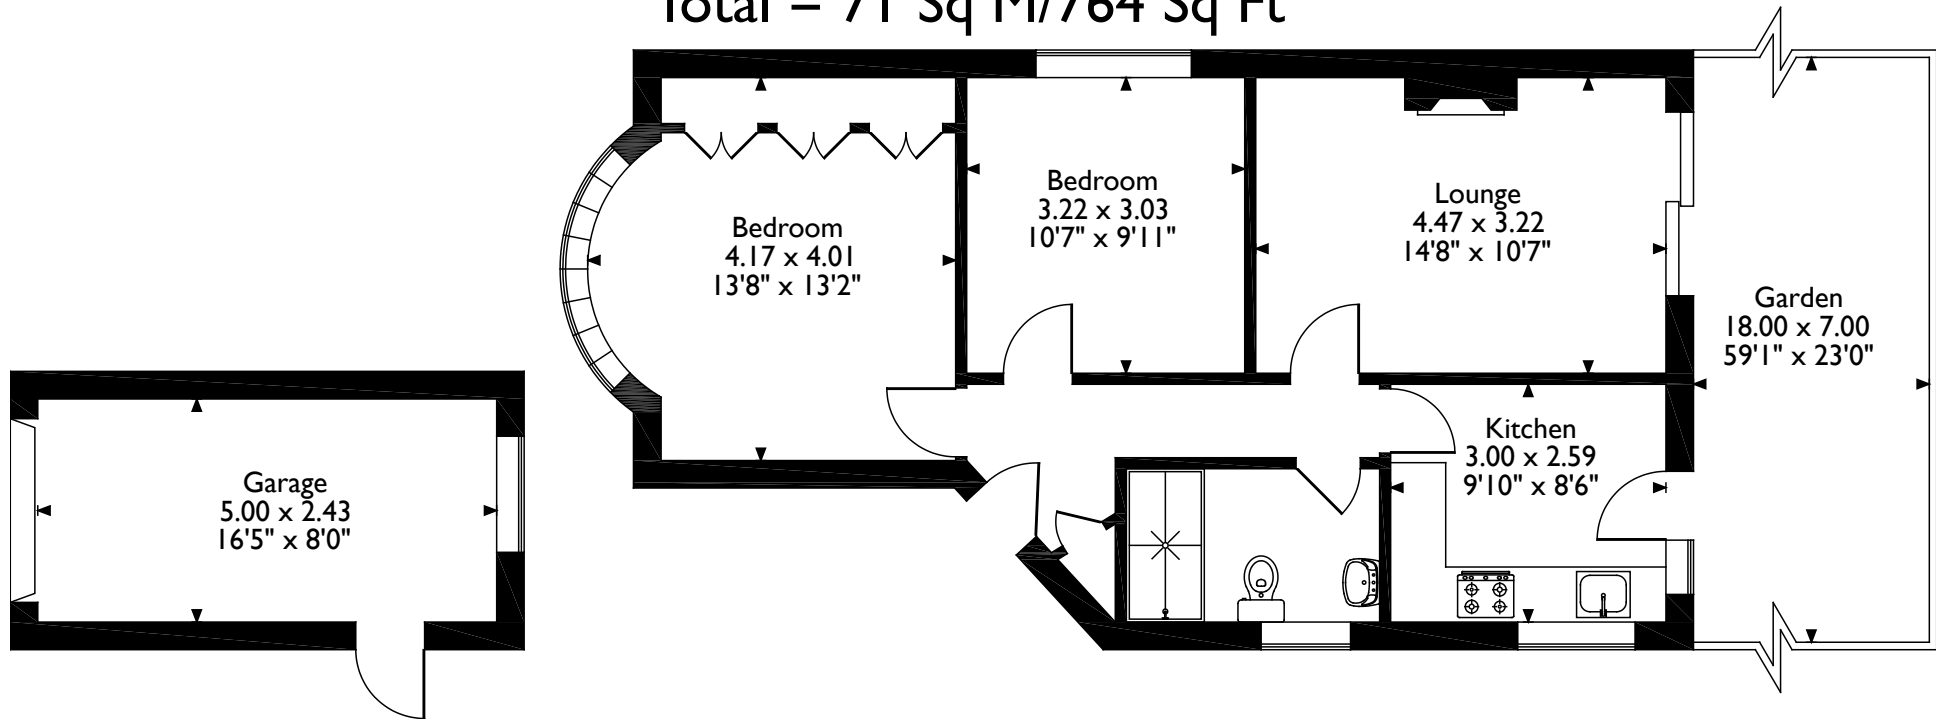 Total = 71 Sq M/764 Sq Ft
Bedroom
4.17 x 4.01
13'8" x 13'2"
Bedroom
3.22 x 3.03
10'7" x 9'11"
Lounge
4.47 x 3.22
14'8" x 10'7"
Garden
18.00 x 7.00
59'1" x 23'0"
Kitchen
3.00 x 2.59
9'10" x 8'6"
Garage
5.00 x 2.43
16'5" x 8'0"